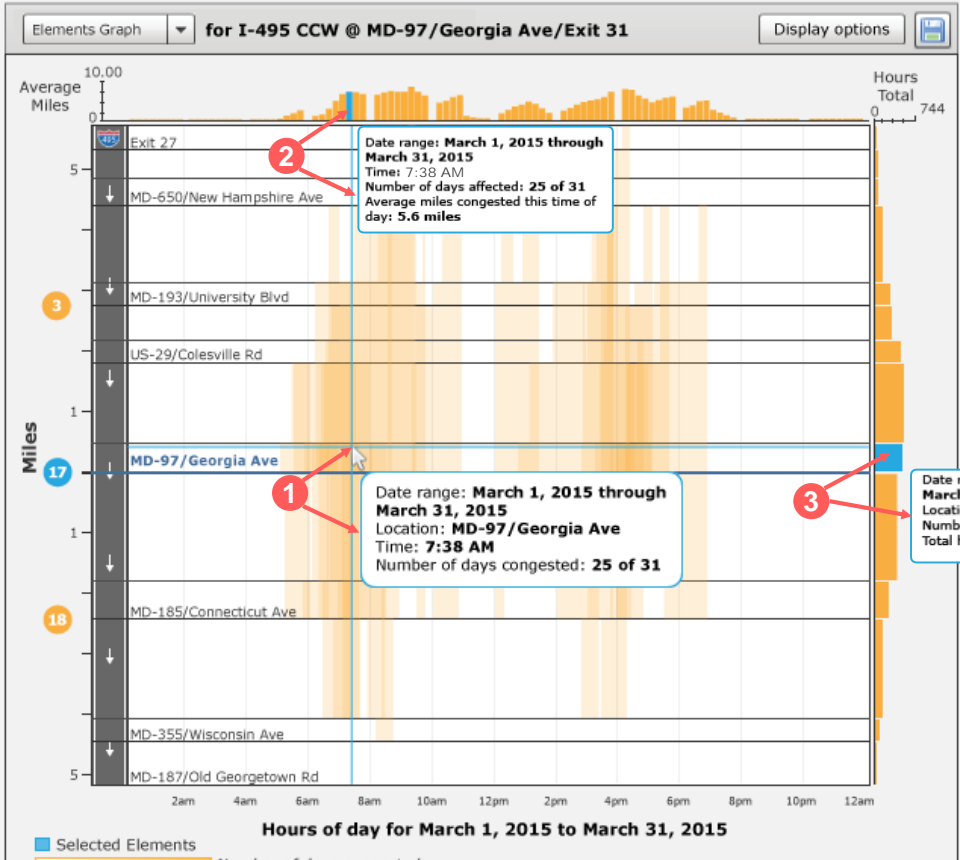 Elements Graph
for I-495 CCW @ MD-97/Georgia Ave/Exit 31
Display options
10.00
Average
Miles
0
Hours
Total
0
744
495
Exit 27
5
MD-650/New Hampshire Ave
2
Date range: March 1, 2015 through
March 31, 2015
Time: 7:38 AM
Number of days affected: 25 of 31
Average miles congested this time of
day: 5.6 miles
3
MD-193/University Blvd
US-29/Colesville Rd
1
Miles
MD-97/Georgia Ave
17
1
Date range: March 1, 2015 through
March 31, 2015
Location: MD-97/Georgia Ave
Time: 7:38 AM
Number of days congested: 25 of 31
3
Date r
March
Locati
Numb
Total h
1
MD-185/Connecticut Ave
18
MD-355/Wisconsin Ave
5
MD-187/Old Georgetown Rd
2am 4am 6am 8am 10am 12pm 2pm 4pm 6pm 8pm 10pm 12am
Hours of day for March 1, 2015 to March 31, 2015
Selected Elements